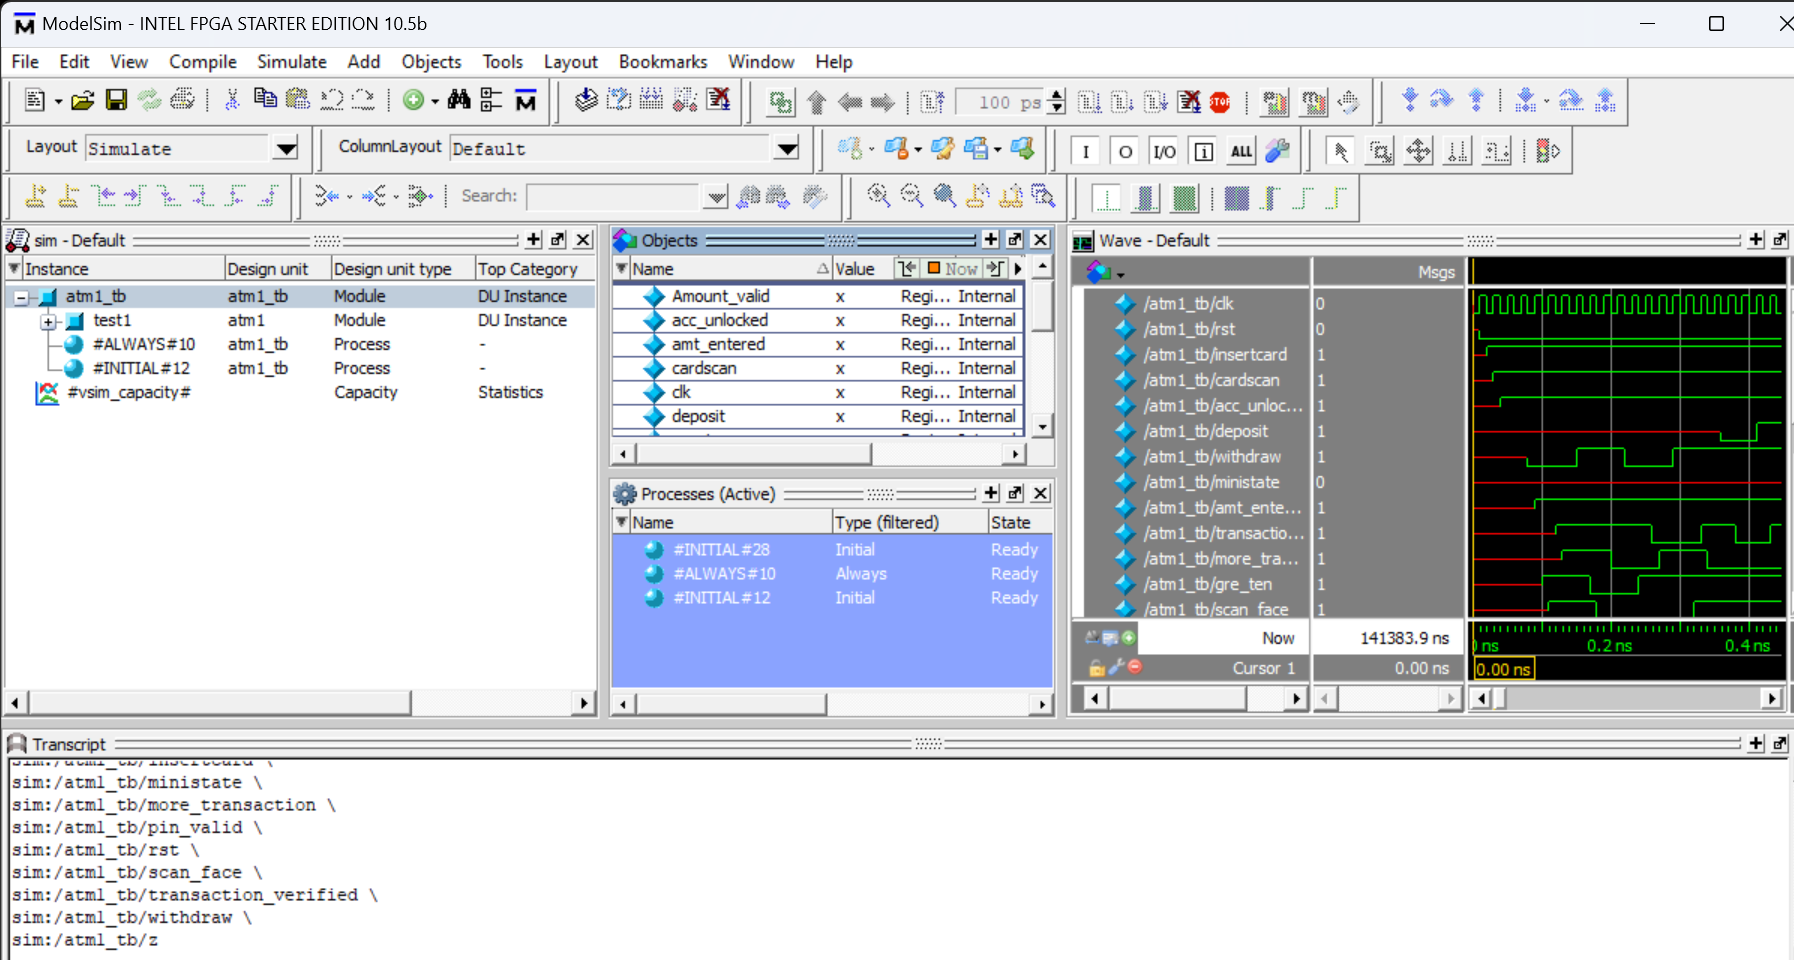 ModelSim - INTEL FPGA STARTER EDITION 10.5b
File Edit View Compile Simulate Add Objects Tools Layout Bookmarks Window Help
100 ps
STOP
Layout Simulate
ColumnLayout Default
I O I/O i ALL
Search:
sim - Default
Instance Design unit Design unit type Top Category
atm1_tb atm1_tb Module DU Instance
test1 atm1 Module DU Instance
#ALWAYS#10 atm1_tb Process -
#INITIAL#12 atm1_tb Process -
#vsim_capacity# Capacity Statistics
Objects
Name Value Now
Amount_valid x Regi... Internal
acc_unlocked x Regi... Internal
amt_entered x Regi... Internal
cardscan x Regi... Internal
clk x Regi... Internal
deposit x Regi... Internal
Processes (Active)
Name Type (filtered) State
#INITIAL#28 Initial Ready
#ALWAYS#10 Always Ready
#INITIAL#12 Initial Ready
Wave - Default
Msgs
/atm1_tb/clk 0
/atm1_tb/rst 0
/atm1_tb/insertcard 1
/atm1_tb/cardscan 1
/atm1_tb/acc_unloc... 1
/atm1_tb/deposit 1
/atm1_tb/withdraw 1
/atm1_tb/ministate 0
/atm1_tb/amt_ente... 1
/atm1_tb/transactio... 1
/atm1_tb/more_tra... 1
/atm1_tb/gre_ten 1
/atm1_tb/scan_face 1
Now 141383.9 ns
ns 0.2 ns 0.4 ns
Cursor 1 0.00 ns
0.00 ns
Transcript
sim:/atm1_tb/insertcard \
sim:/atm1_tb/ministate \
sim:/atm1_tb/more_transaction \
sim:/atm1_tb/pin_valid \
sim:/atm1_tb/rst \
sim:/atm1_tb/scan_face \
sim:/atm1_tb/transaction_verified \
sim:/atm1_tb/withdraw \
sim:/atm1_tb/z